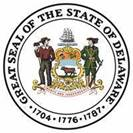 GREAT SEAL OF THE STATE OF DELAWARE
• 1704 • 1776 • 1787 •